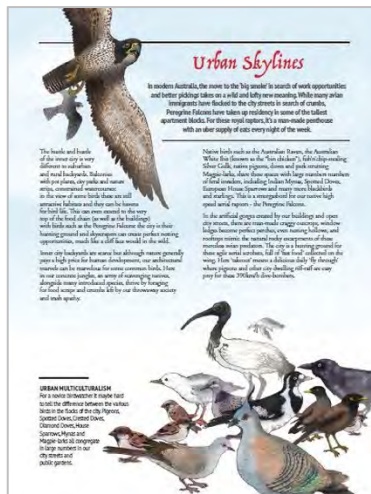 Urban Skylines
In modern Australia, the move to the 'big smoke' in search of work opportunities
and better pickings takes on a wild and lofty new meaning. While many avian
immigrants have flocked to the city streets in search of crumbs,
Peregrine Falcons have taken up residency in some of the tallest
apartment blocks. For these royal raptors, it's a man-made penthouse
with an uber supply of eats every night of the week.
The hustle and bustle
of the inner city is very
different to suburban
and rural backyards. Balconies
with pot plants, city parks and nature
strips, contaminated watercourses:
in the view of some birds these are still
attractive habitats and they can be havens
for bird life. This can even extend to the very
top of the food chain (as well as the buildings)
with birds such as the Peregrine Falcons: the city is their
hunting ground and skyscrapers can create perfect nesting
opportunities, much like a cliff face would in the wild.
Inner city backyards are scarce but although nature generally
pays a high price for human development, our architectural
marvels can be marvelous for some common birds. Here
in our concrete jungles, an array of scavenging natives,
alongside many introduced species, thrive by foraging
for food scraps and crumbs left by our throwaway society
and trash apathy.
Native birds such as the Australian Raven, the Australian
White Ibis (known as the "bin chicken"), fish'n'chip-stealing
Silver Gulls, native pigeons, doves and park strutting
Magpie-larks, share their spaces with large numbers
of feral invaders, including Indian Mynas, Spotted Doves,
European House Sparrows and many more blackbirds
and starlings. This is a smorgasbord for our native high
speed aerial raptors – the Peregrine Falcons.
In the artificial gorges created by our buildings and open
city streets, there are man-made craggy outcrops, window
ledges become perfect perches, even nesting hollows, and
rooftops mimic the natural rocky escarpments of these
merciless avian predators. The city is a hunting ground for
these agile aerial acrobats, full of 'fast food' collected on the
wing. Here 'takeout' means a delicious daily 'fly through'
where pigeons and other city dwelling riff-raff are easy
prey for these 300km/h dive-bombers.
URBAN MULTICULTURALISM
For a novice birdwatcher it maybe hard
to tell the difference between the various
birds in the flocks of the city. Pigeons,
Spotted Doves, Crested Doves,
Diamond Doves, House
Sparrows, Mynas and
Magpie-larks all congregate
in large numbers in our
city streets and
public gardens.